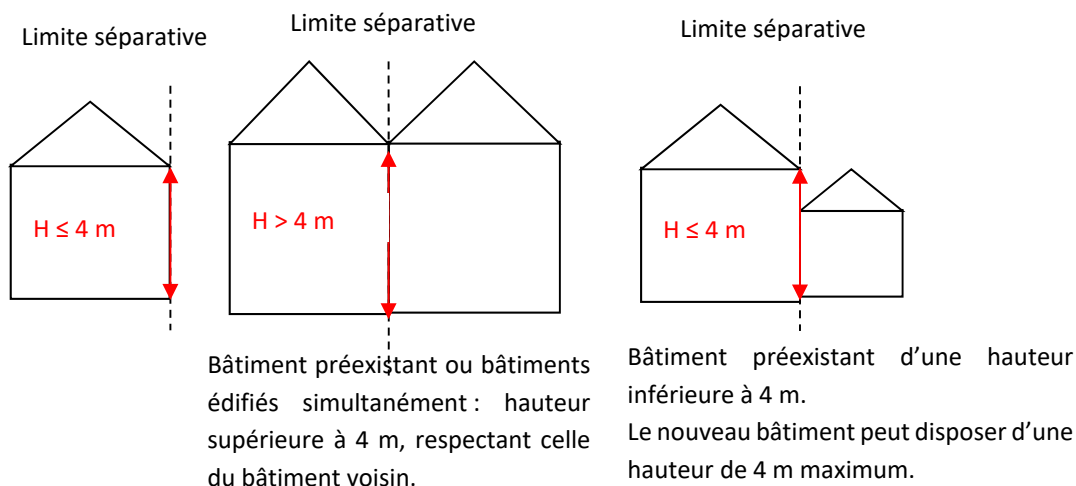 Limite séparative
Limite séparative
Limite séparative
H ≤ 4 m
H > 4 m
H ≤ 4 m
Bâtiment préexistant ou bâtiments
édifiés simultanément : hauteur
supérieure à 4 m, respectant celle
du bâtiment voisin.
Bâtiment préexistant d’une hauteur
inférieure à 4 m.
Le nouveau bâtiment peut disposer d’une
hauteur de 4 m maximum.